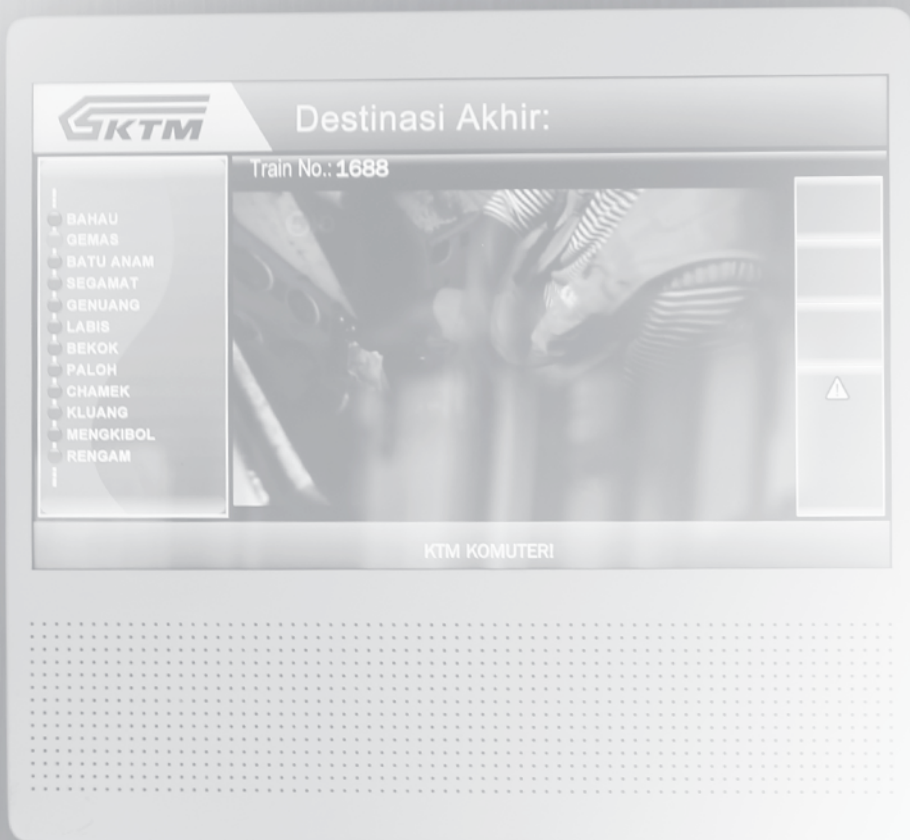 KTM
Destinasi Akhir:
Train No.: 1688
BAHAU
GEMAS
BATU ANAM
SEGAMAT
GENUANG
LABIS
BEKOK
PALOH
CHAMEK
KLUANG
MENGKIBOL
RENGAM
KTM KOMUTER!